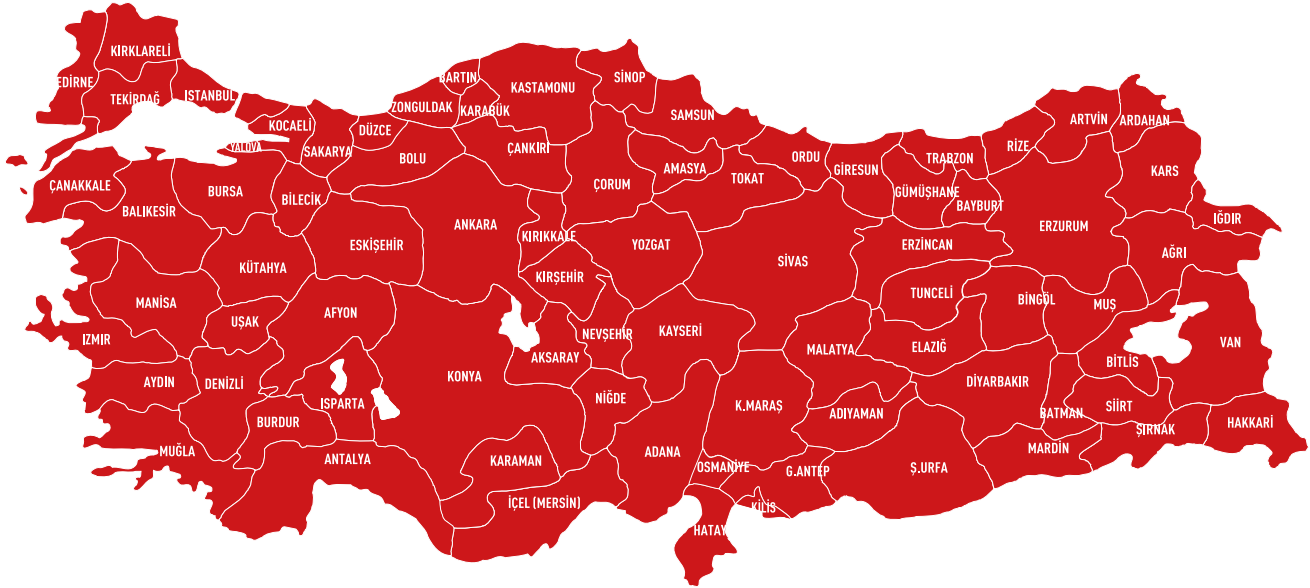 KIRKLARELİ
EDİRNE
TEKİRDAĞ
ISTANBUL
KOCAELİ
YALOVA
SAKARYA
DÜZCE
ZONGULDAK
BARTIN
KARABÜK
KASTAMONU
SİNOP
SAMSUN
ÇANKIRI
BOLU
ÇORUM
AMASYA
TOKAT
ORDU
GİRESUN
TRABZON
GÜMÜŞHANE
BAYBURT
RİZE
ARTVİN
ARDAHAN
KARS
IĞDIR
AĞRI
ERZURUM
ERZİNCAN
SİVAS
YOZGAT
KIRIKKALE
ANKARA
ESKİŞEHİR
BİLECİK
BURSA
BALIKESİR
ÇANAKKALE
KÜTAHYA
MANİSA
UŞAK
AFYON
KIRŞEHİR
NEVŞEHİR
KAYSERİ
AKSARAY
KONYA
IZMIR
AYDIN
DENİZLİ
ISPARTA
BURDUR
MUĞLA
ANTALYA
KARAMAN
İÇEL (MERSİN)
NİĞDE
ADANA
K.MARAŞ
OSMANİYE
HATAY
KİLİS
G.ANTEP
ADIYAMAN
MALATYA
ELAZIĞ
TUNCELİ
BİNGÖL
MUŞ
BİTLİS
VAN
DİYARBAKIR
BATMAN
SİİRT
ŞIRNAK
HAKKARİ
MARDİN
Ş.URFA